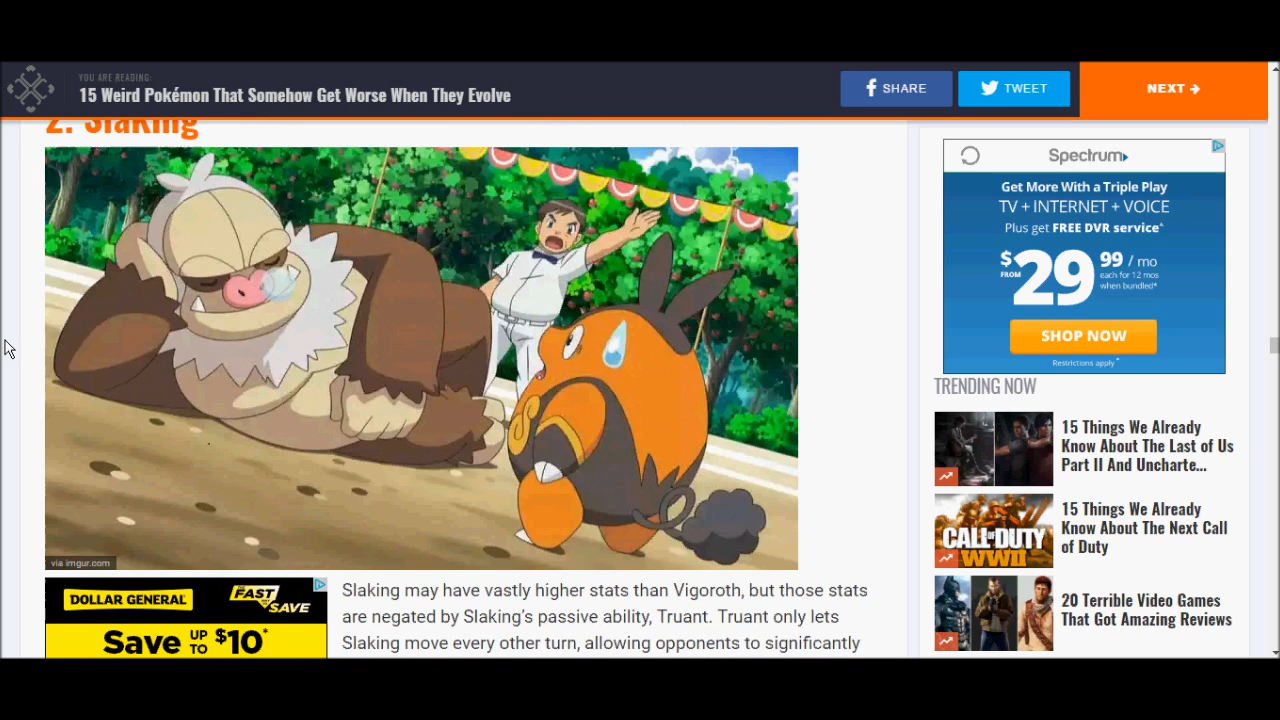 YOU ARE READING:
15 Weird Pokémon That Somehow Get Worse When They Evolve
SHARE
TWEET
NEXT →
2. Slaking
via imgur.com
DOLLAR GENERAL
FAST
SAVE
Save UP TO $10*
Slaking may have vastly higher stats than Vigoroth, but those stats
are negated by Slaking's passive ability, Truant. Truant only lets
Slaking move every other turn, allowing opponents to significantly
Spectrum
Get More With a Triple Play
TV + INTERNET + VOICE
Plus get FREE DVR service^
FROM $29 99 / mo
each for 12 mos
when bundled*
SHOP NOW
Restrictions apply*
TRENDING NOW
15 Things We Already
Know About The Last of Us
Part II And Uncharte...
CALL OF DUTY
WWII
15 Things We Already
Know About The Next Call
of Duty
20 Terrible Video Games
That Got Amazing Reviews